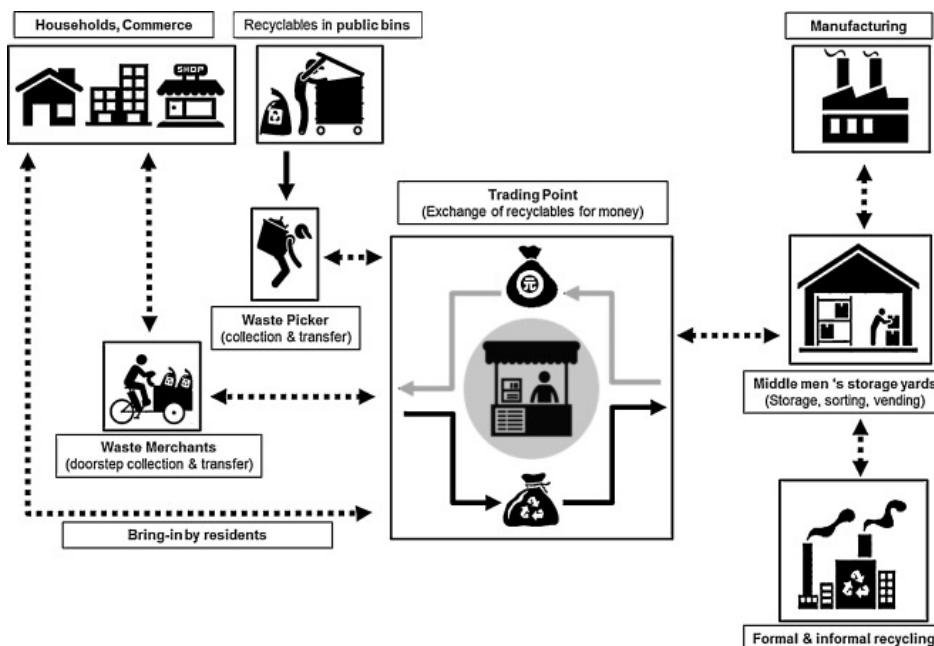 Households, Commerce
Recyclables in public bins
Manufacturing
SHOP
Trading Point
(Exchange of recyclables for money)
元
Waste Picker
(collection & transfer)
Middle men 's storage yards
(Storage, sorting, vending)
Waste Merchants
(doorstep collection & transfer)
Bring-in by residents
Formal & informal recycling